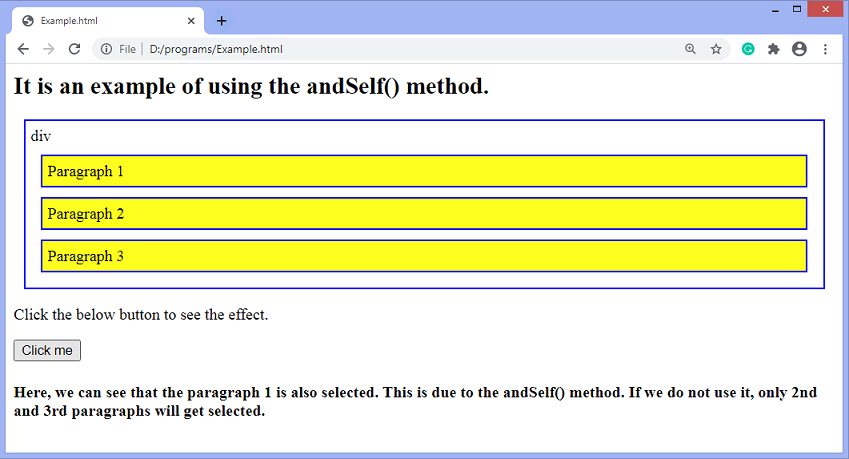 Example.html
File D:/programs/Example.html
It is an example of using the andSelf() method.
div
Paragraph 1
Paragraph 2
Paragraph 3
Click the below button to see the effect.
Click me
Here, we can see that the paragraph 1 is also selected. This is due to the andSelf() method. If we do not use it, only 2nd
and 3rd paragraphs will get selected.